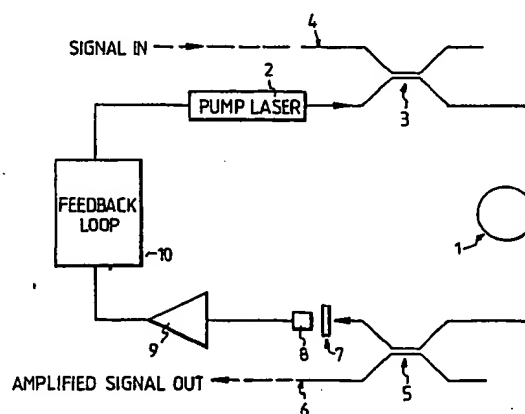 SIGNAL IN
4
2
PUMP LASER
3
FEEDBACK
LOOP
10
1
9
8
7
5
AMPLIFIED SIGNAL OUT
6